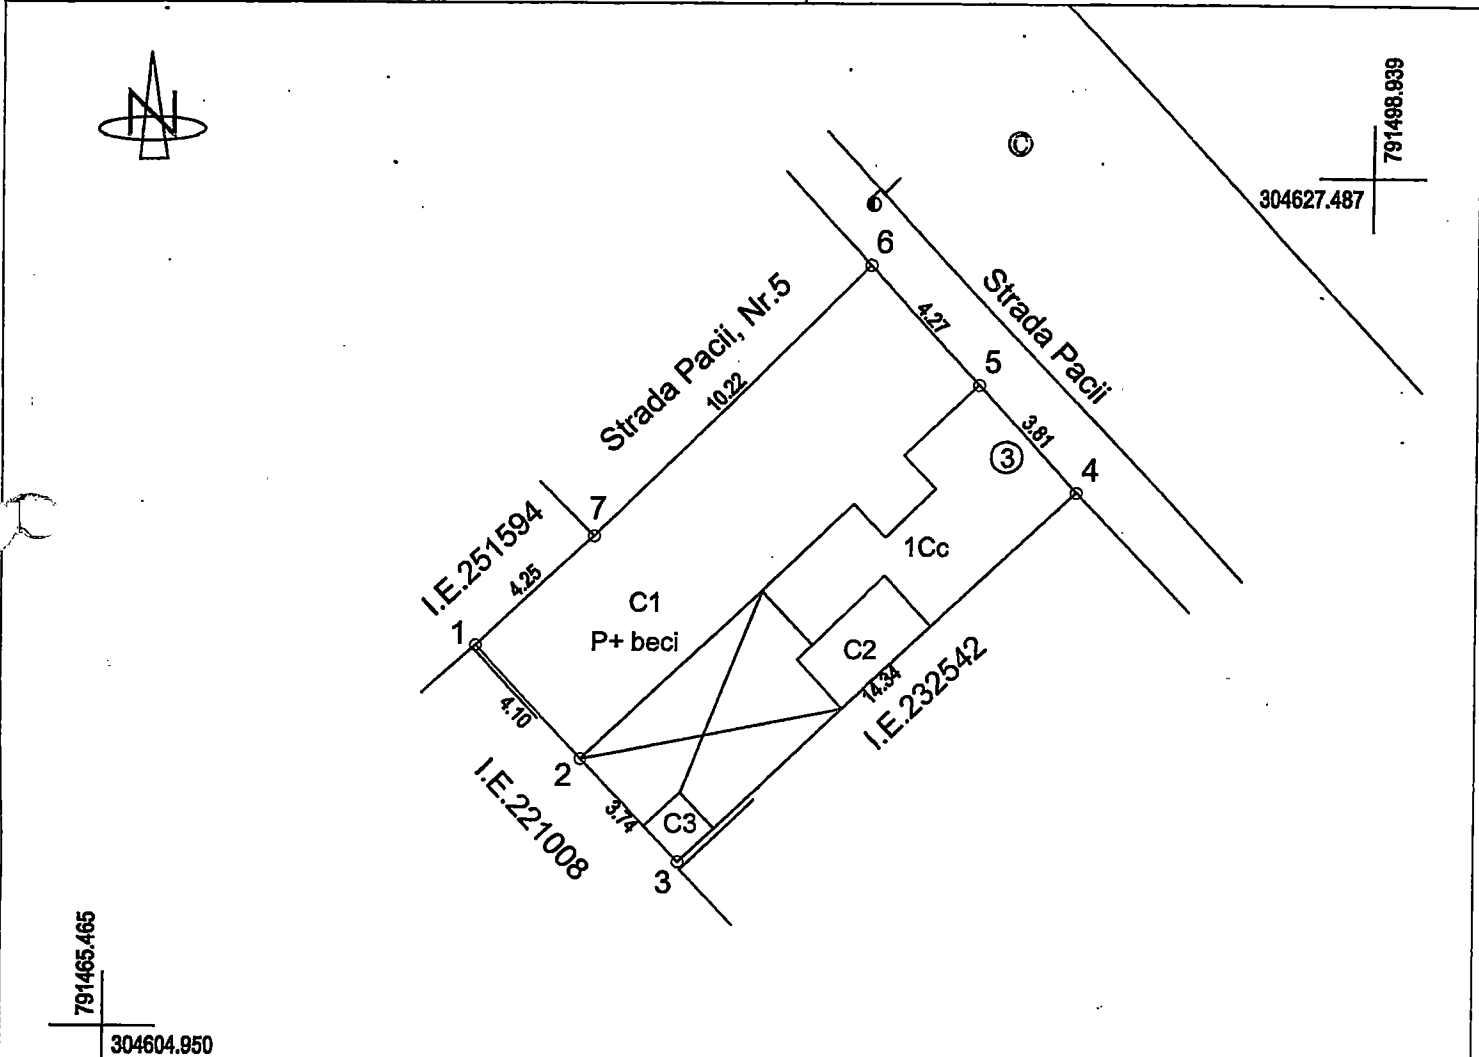 N
791498.939
304627.487
C
6
Strada Pacii, Nr.5
4.27
Strada Pacii
5
10.22
3.81
3
4
7
I.E.251594
4.25
1Cc
C1
P+ beci
1
C2
14.34
I.E.232542
4.10
2
I.E.221008
3.74
C3
3
791465.465
304604.950